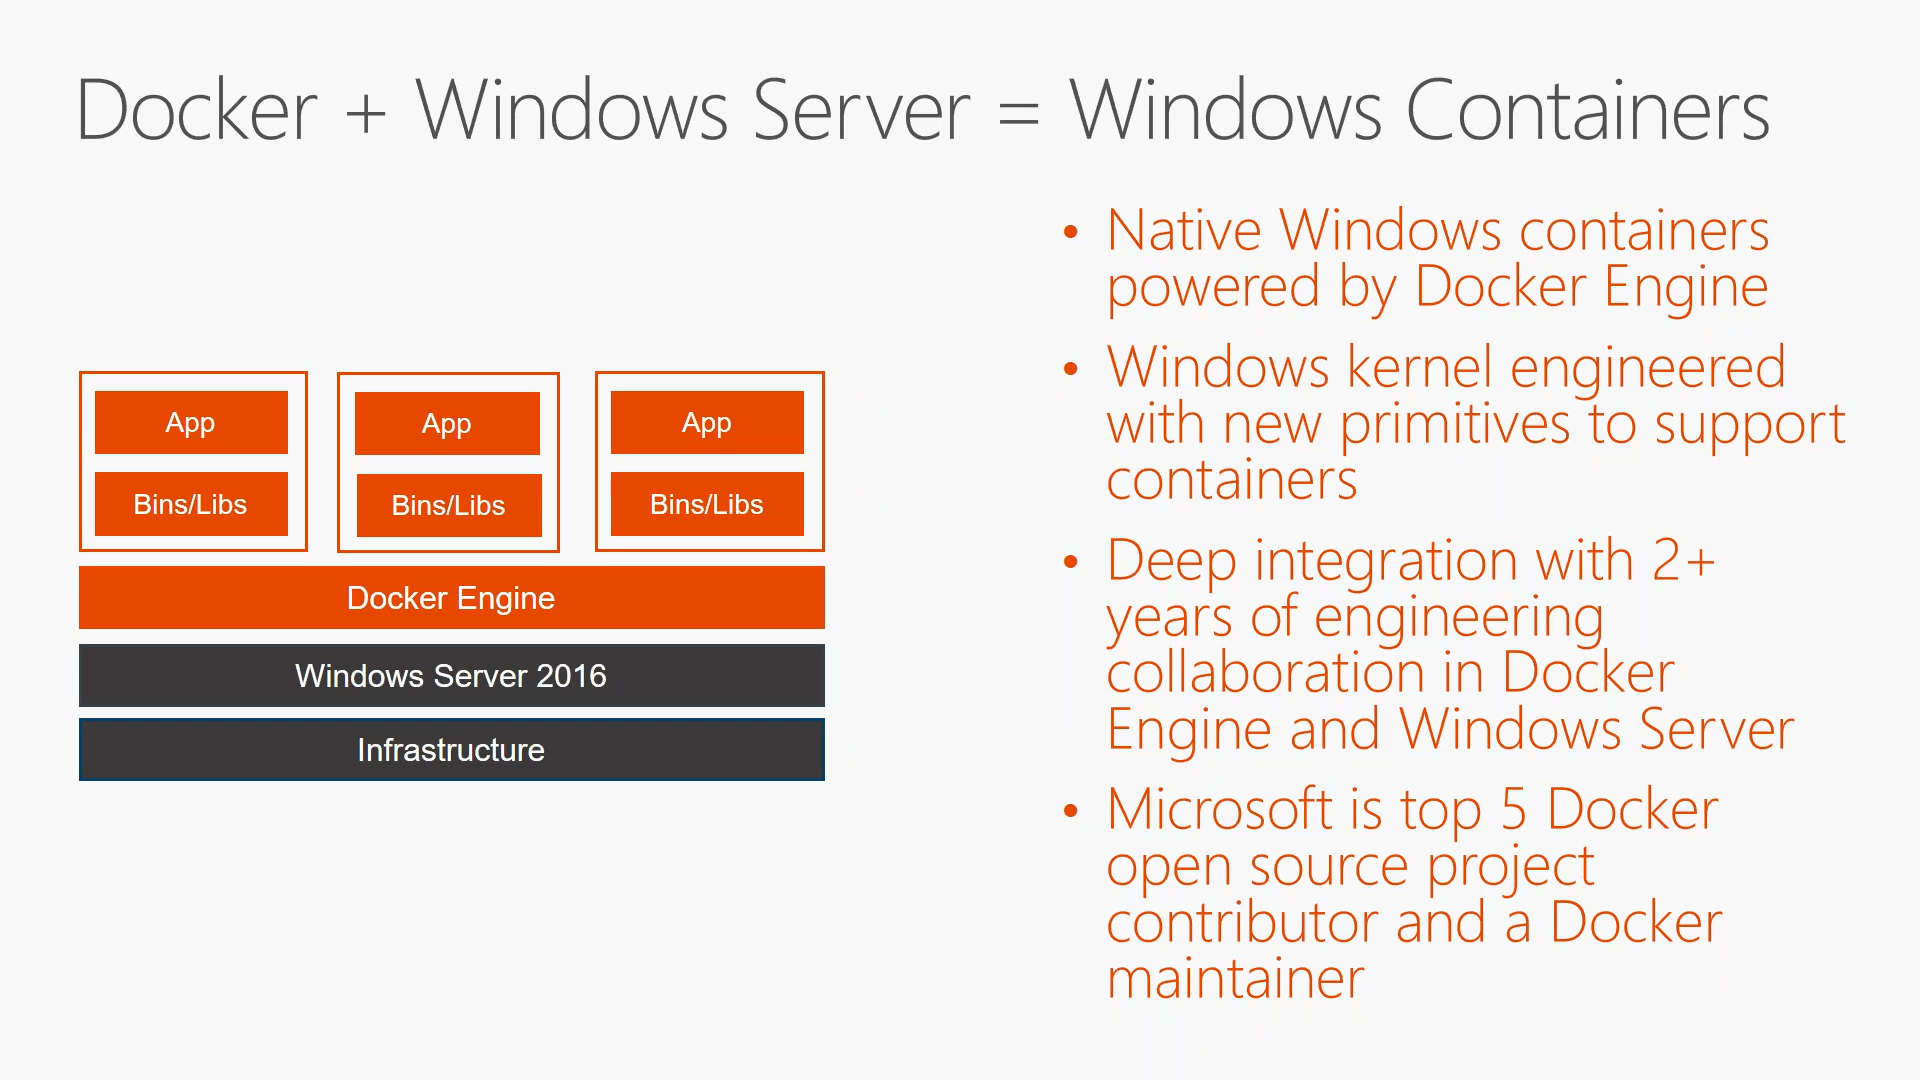 Docker + Windows Server = Windows Containers
App
App
App
Bins/Libs
Bins/Libs
Bins/Libs
Docker Engine
Windows Server 2016
Infrastructure
• Native Windows containers
powered by Docker Engine
• Windows kernel engineered
with new primitives to support
containers
• Deep integration with 2+
years of engineering
collaboration in Docker
Engine and Windows Server
• Microsoft is top 5 Docker
open source project
contributor and a Docker
maintainer